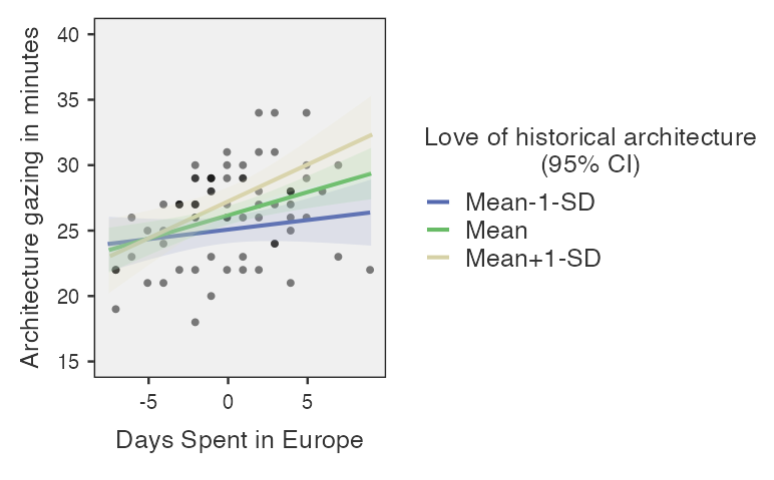 Architecture gazing in minutes
40
35
30
25
20
15
-5 0 5
Days Spent in Europe
Love of historical architecture
(95% CI)
Mean-1-SD
Mean
Mean+1-SD